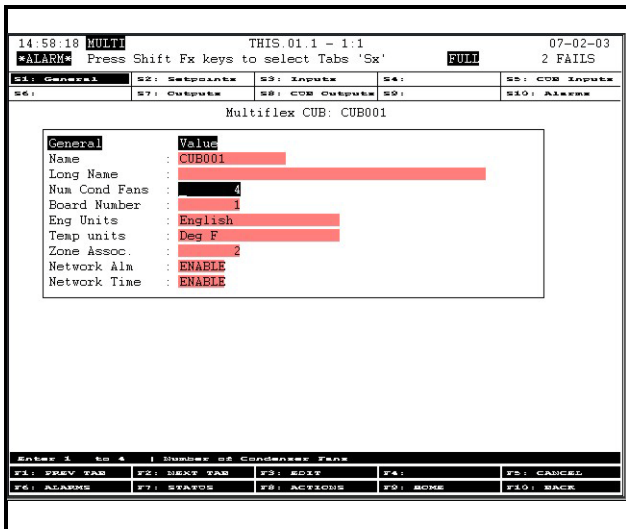 14:58:18 MULTI THIS.01.1 - 1:1 07-02-03
*ALARM* Press Shift Fx keys to select Tabs 'Sx' FULL 2 FAILS
S1: General S2: Setpoints S3: Inputs S4: S5: CUB Inputs
S6: S7: Outputs S8: CUB Outputs S9: S10: Alarms
Multiflex CUB: CUB001
General Value
Name : CUB001
Long Name :
Num Cond Fans : _ 4
Board Number : 1
Eng Units : English
Temp units : Deg F
Zone Assoc. : 2
Network Alm : ENABLE
Network Time : ENABLE
Enter 1 to 4 | Number of Condenser Fans
F1: PREV TAB F2: NEXT TAB F3: EDIT F4: F5: CANCEL
F6: ALARMS F7: STATUS F8: ACTIONS F9: HOME F10: BACK